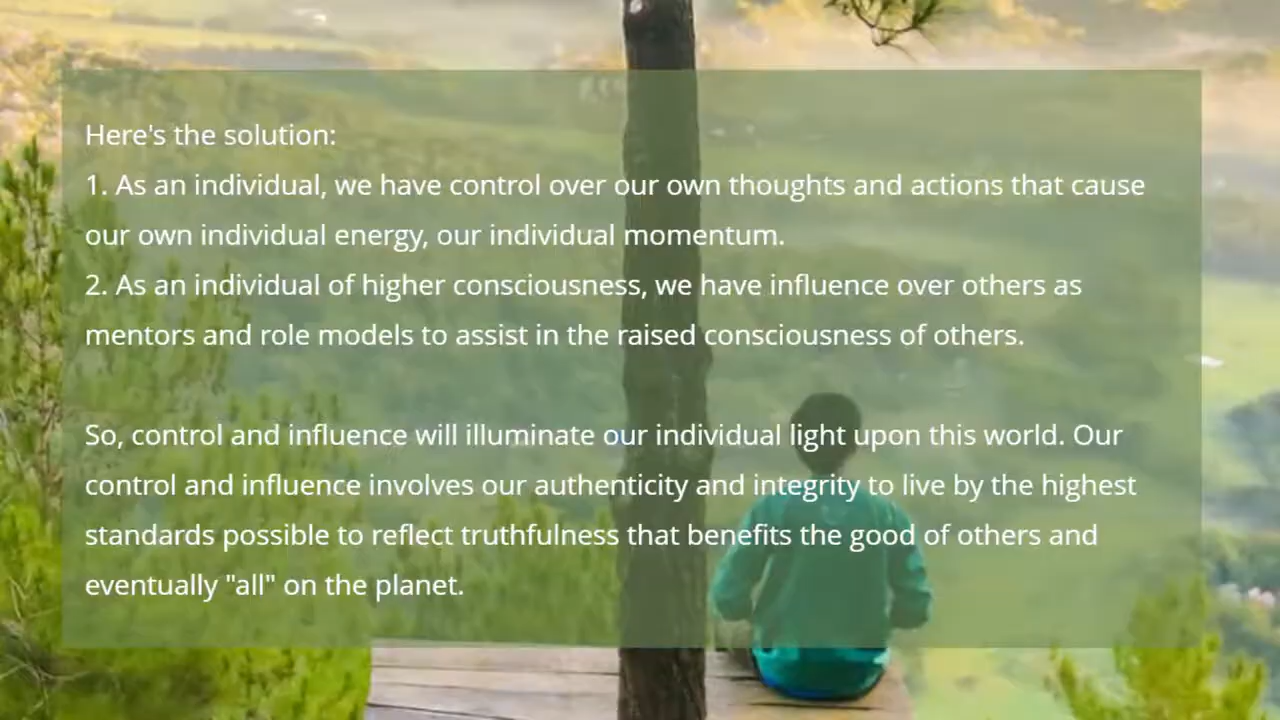 Here's the solution:
1. As an individual, we have control over our own thoughts and actions that cause
our own individual energy, our individual momentum.
2. As an individual of higher consciousness, we have influence over others as
mentors and role models to assist in the raised consciousness of others.
So, control and influence will illuminate our individual light upon this world. Our
control and influence involves our authenticity and integrity to live by the highest
standards possible to reflect truthfulness that benefits the good of others and
eventually "all" on the planet.